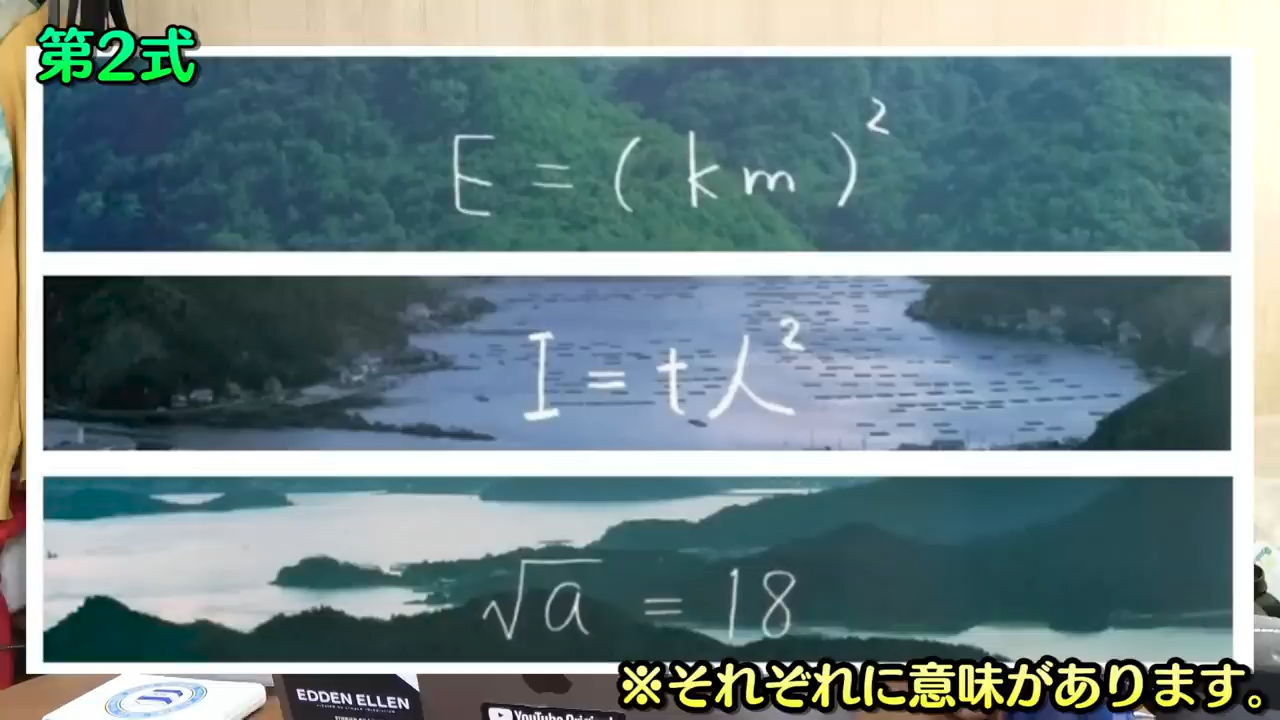 第2式
E = (km)²
I = t人²
√a = 18
※それぞれに意味があります。
EDDEN ELLEN
YouTube Original